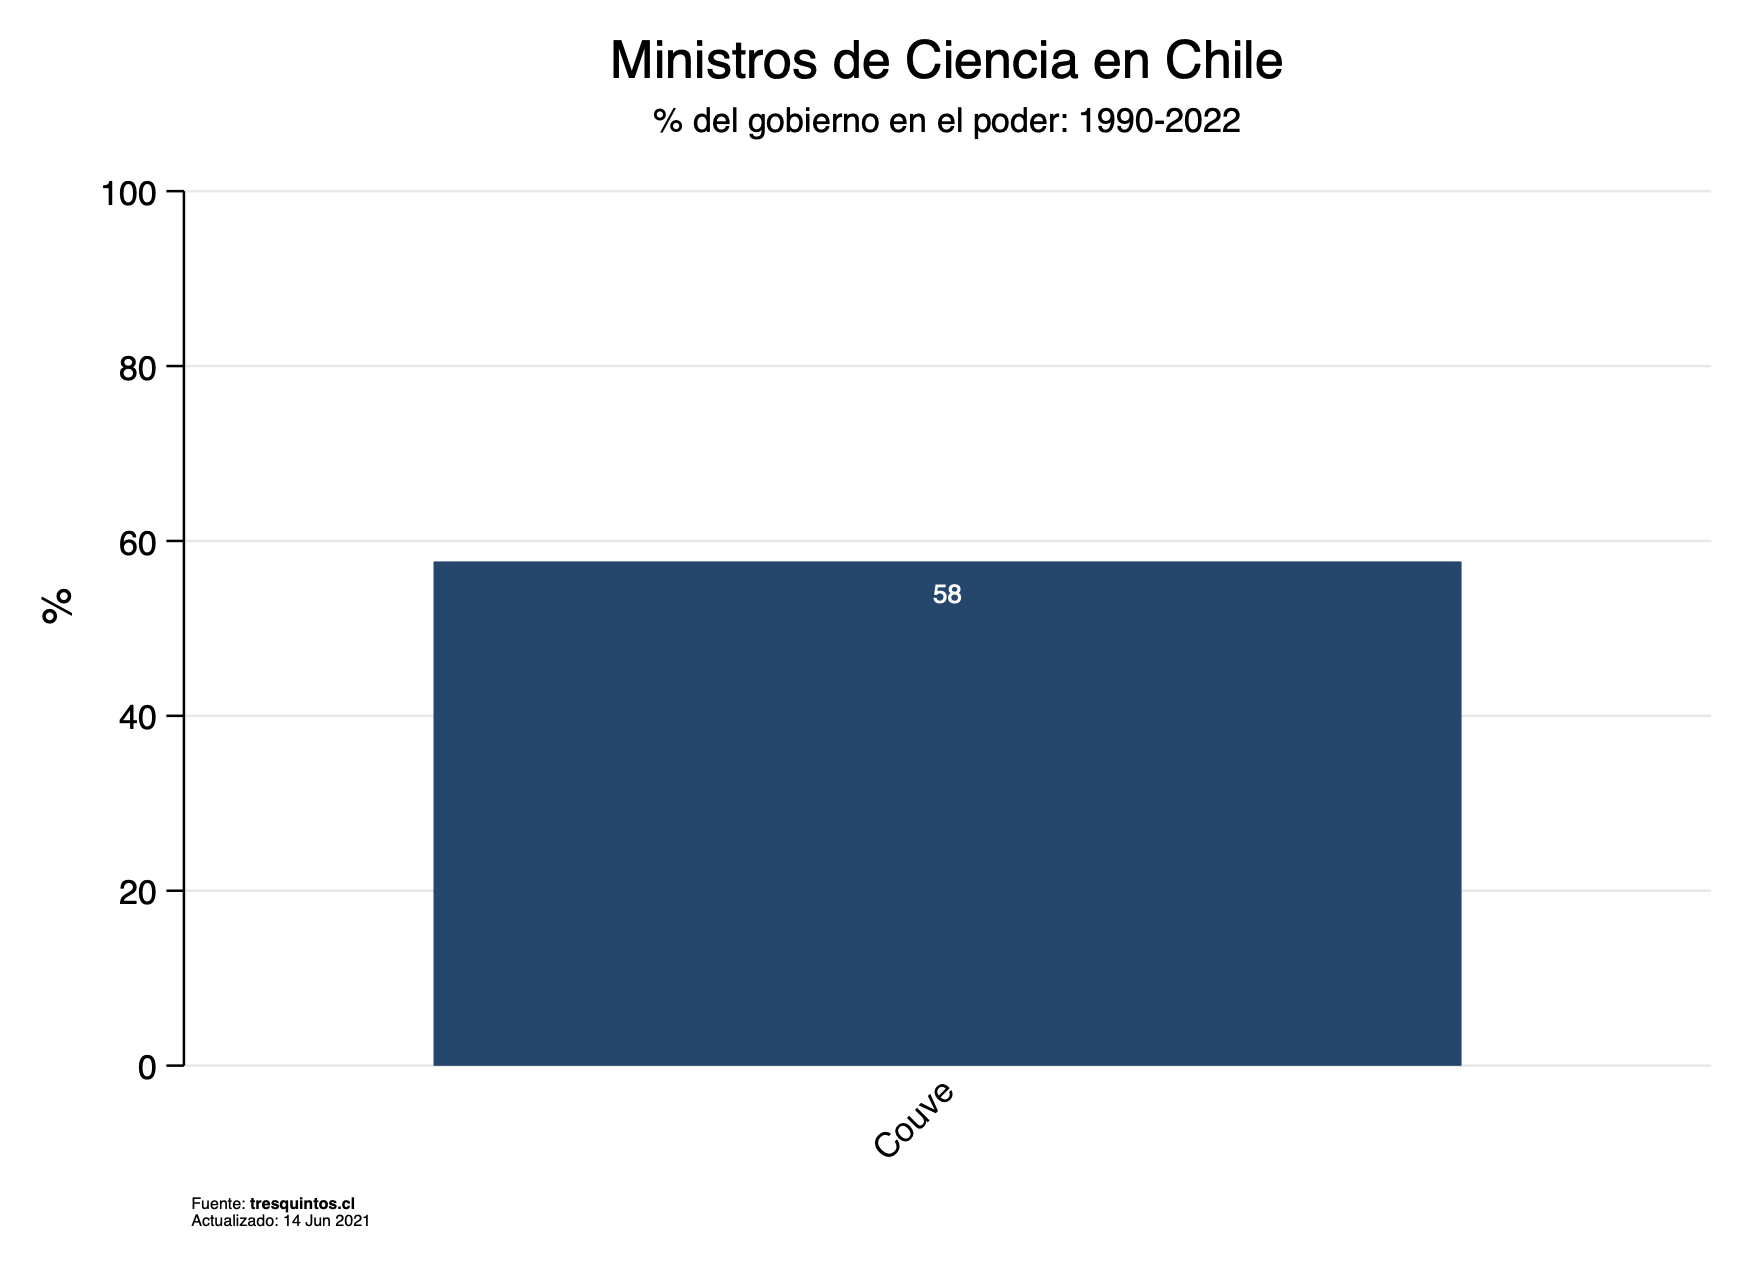 Ministros de Ciencia en Chile
% del gobierno en el poder: 1990-2022
100
80
60
40
20
0
%
58
Couve
Fuente: tresquintos.cl
Actualizado: 14 Jun 2021